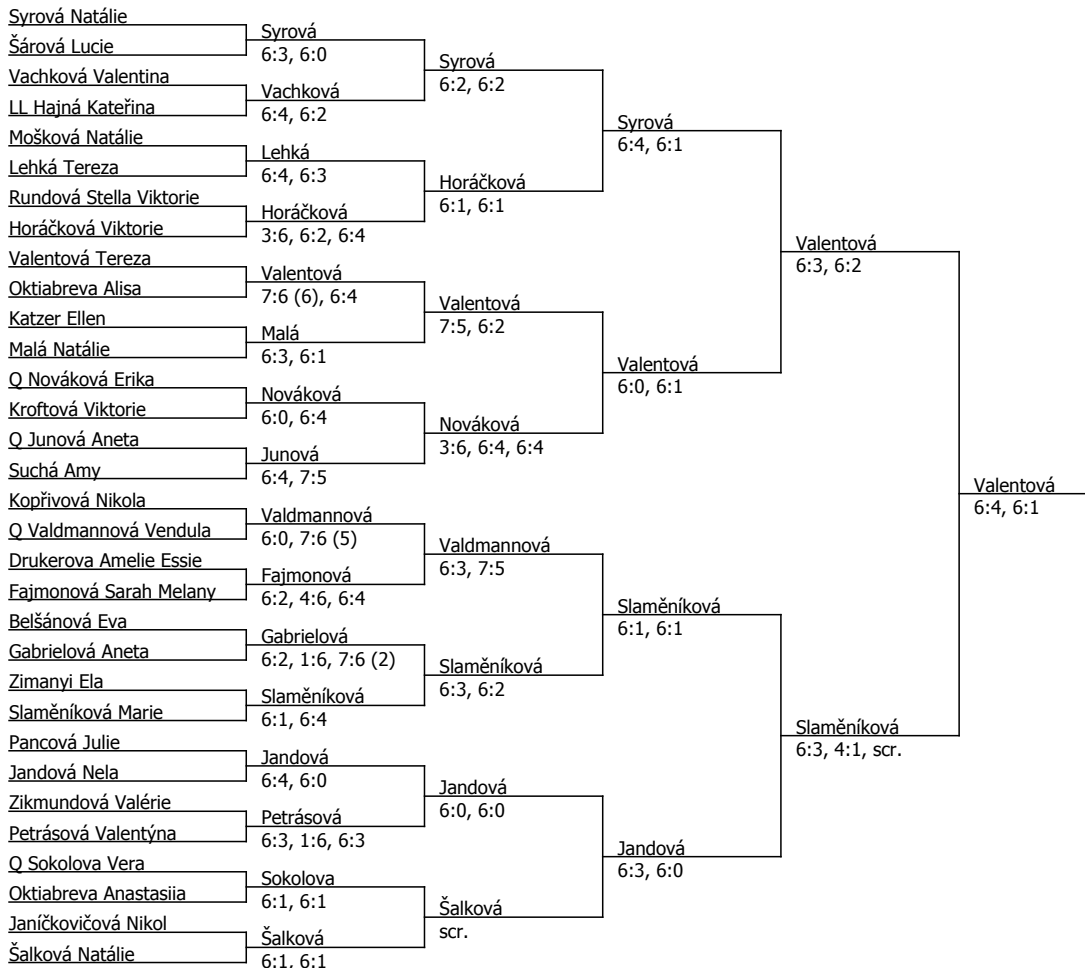 Syrová Natálie
Šárová Lucie
Vachková Valentina
LL Hajná Kateřina
Mošková Natálie
Lehká Tereza
Rundová Stella Viktorie
Horáčková Viktorie
Valentová Tereza
Oktiabreva Alisa
Katzer Ellen
Malá Natálie
Q Nováková Erika
Kroftová Viktorie
Q Junová Aneta
Suchá Amy
Kopřivová Nikola
Q Valdmannová Vendula
Drukerova Amelie Essie
Fajmonová Sarah Melany
Belšánová Eva
Gabrielová Aneta
Zimanyi Ela
Slaměníková Marie
Pancová Julie
Jandová Nela
Zikmundová Valérie
Petrásová Valentýna
Q Sokolova Vera
Oktiabreva Anastasiia
Janíčkovičová Nikol
Šalková Natálie
Syrová
6:3, 6:0
Vachková
6:4, 6:2
Lehká
6:4, 6:3
Horáčková
3:6, 6:2, 6:4
Valentová
7:6 (6), 6:4
Malá
6:3, 6:1
Nováková
6:0, 6:4
Junová
6:4, 7:5
Valdmannová
6:0, 7:6 (5)
Fajmonová
6:2, 4:6, 6:4
Gabrielová
6:2, 1:6, 7:6 (2)
Slaměníková
6:1, 6:4
Jandová
6:4, 6:0
Petrásová
6:3, 1:6, 6:3
Sokolova
6:1, 6:1
Šalková
6:1, 6:1
Syrová
6:2, 6:2
Horáčková
6:1, 6:1
Valentová
7:5, 6:2
Nováková
3:6, 6:4, 6:4
Valdmannová
6:3, 7:5
Slaměníková
6:3, 6:2
Jandová
6:0, 6:0
Šalková
scr.
Syrová
6:4, 6:1
Valentová
6:0, 6:1
Slaměníková
6:1, 6:1
Jandová
6:3, 6:0
Valentová
6:3, 6:2
Slaměníková
6:3, 4:1, scr.
Valentová
6:4, 6:1